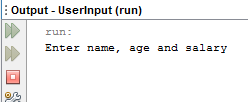 Output - UserInput (run)
run:
Enter name, age and salary